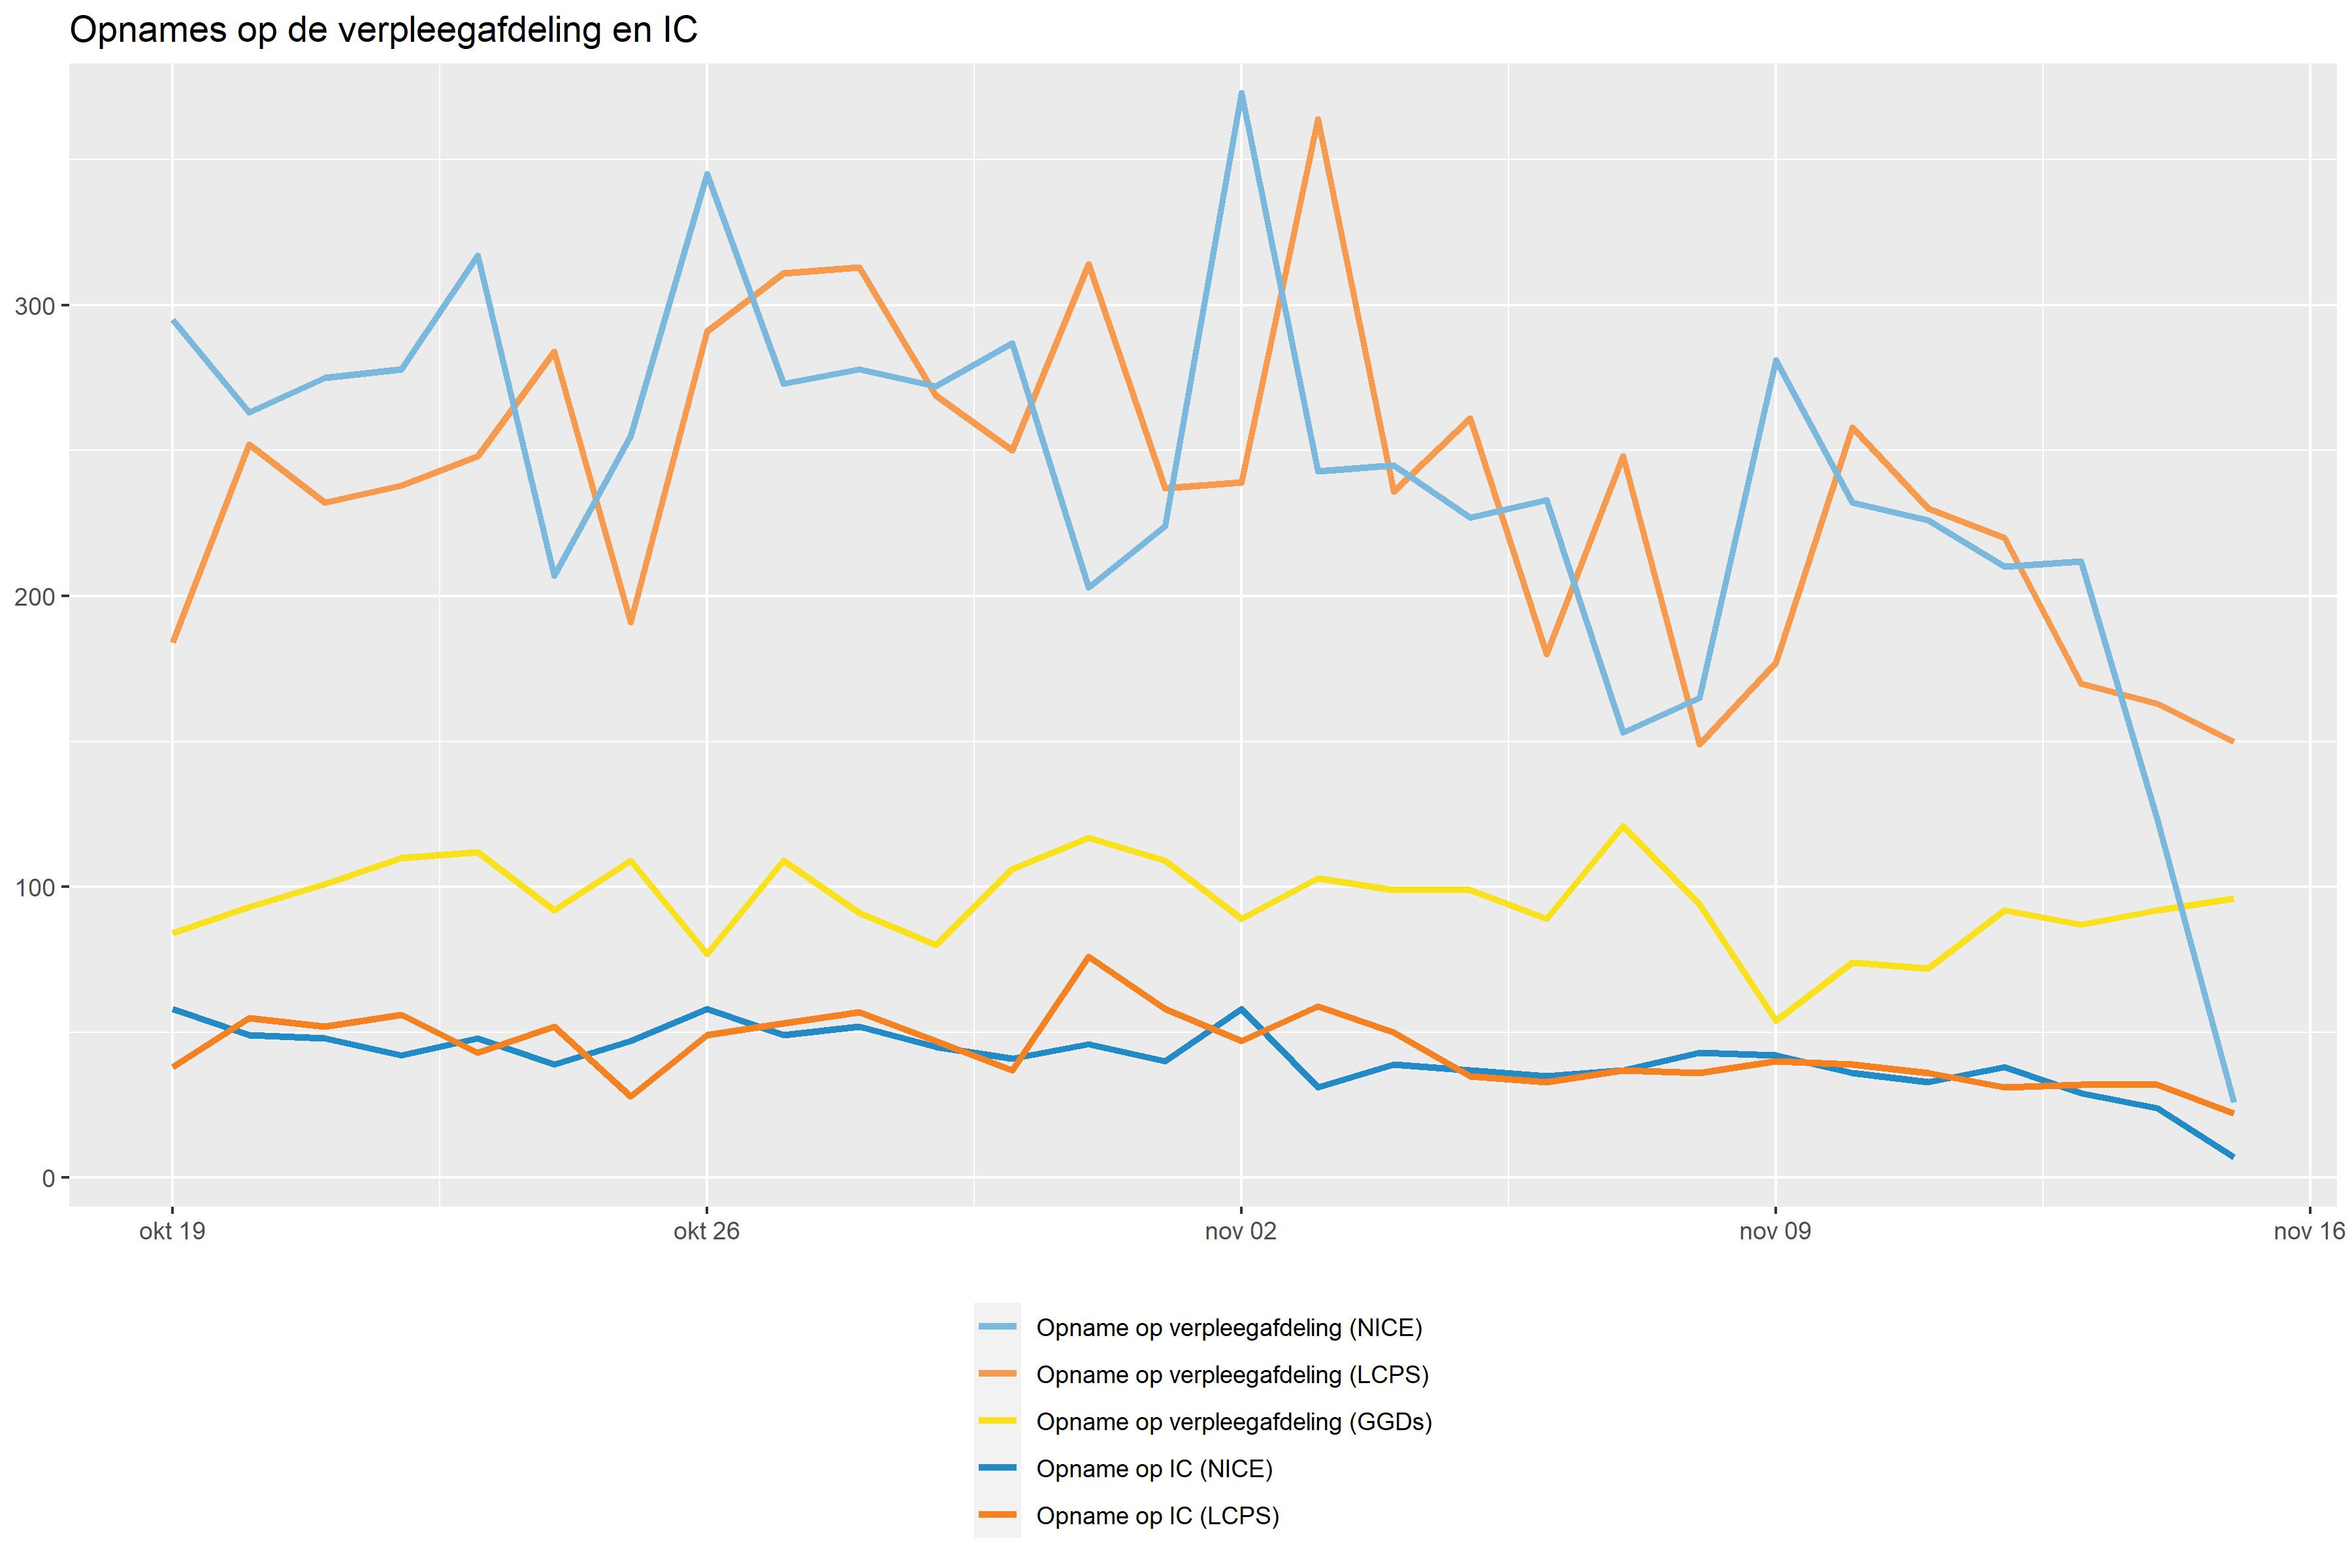 Opnames op de verpleegafdeling en IC
300
200
100
0
okt 19
okt 26
nov 02
nov 09
nov 16
Opname op verpleegafdeling (NICE)
Opname op verpleegafdeling (LCPS)
Opname op verpleegafdeling (GGDs)
Opname op IC (NICE)
Opname op IC (LCPS)